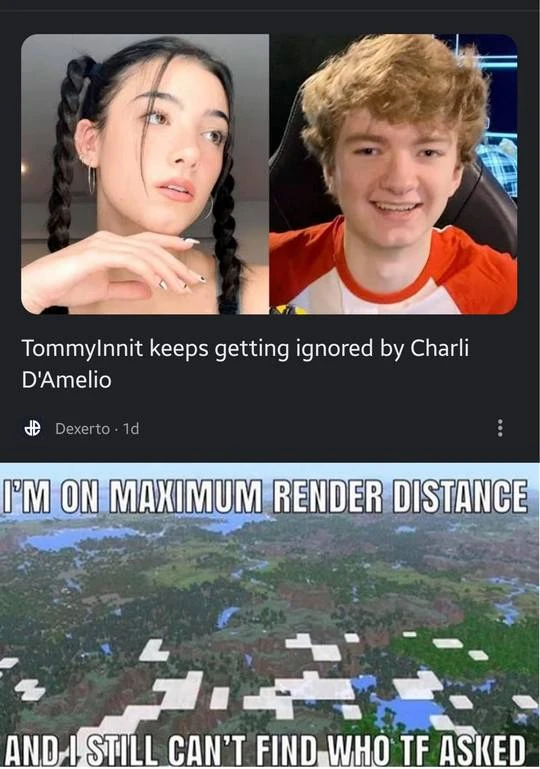 TommyInnit keeps getting ignored by Charli
D'Amelio
Dexerto · 1d
I'M ON MAXIMUM RENDER DISTANCE
AND I STILL CAN'T FIND WHO TF ASKED